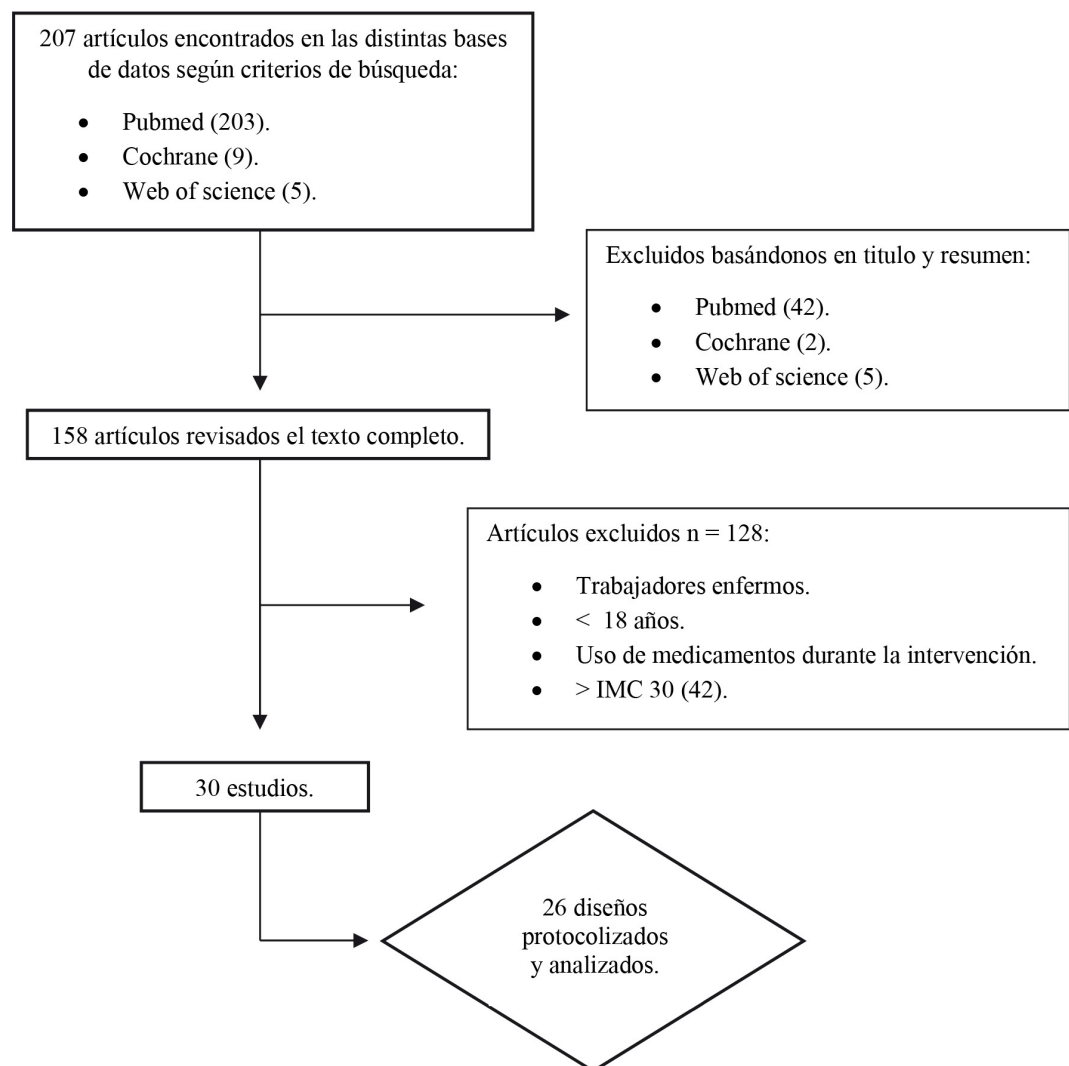 207 artículos encontrados en las distintas bases
de datos según criterios de búsqueda:
• Pubmed (203).
• Cochrane (9).
• Web of science (5).
Excluidos basándonos en titulo y resumen:
• Pubmed (42).
• Cochrane (2).
• Web of science (5).
158 artículos revisados el texto completo.
Artículos excluidos n = 128:
• Trabajadores enfermos.
• < 18 años.
• Uso de medicamentos durante la intervención.
• > IMC 30 (42).
30 estudios.
26 diseños
protocolizados
y analizados.